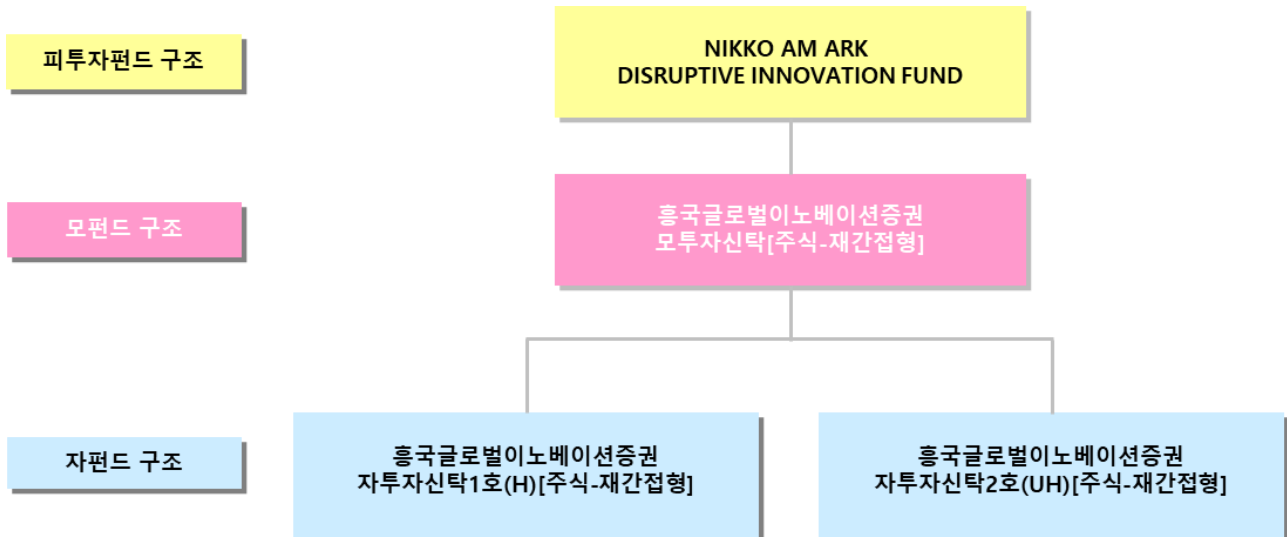 피투자펀드 구조
NIKKO AM ARK
DISRUPTIVE INNOVATION FUND
모펀드 구조
흥국글로벌이노베이션증권
모투자신탁[주식-재간접형]
자펀드 구조
흥국글로벌이노베이션증권
자투자신탁1호(H)[주식-재간접형]
흥국글로벌이노베이션증권
자투자신탁2호(UH)[주식-재간접형]